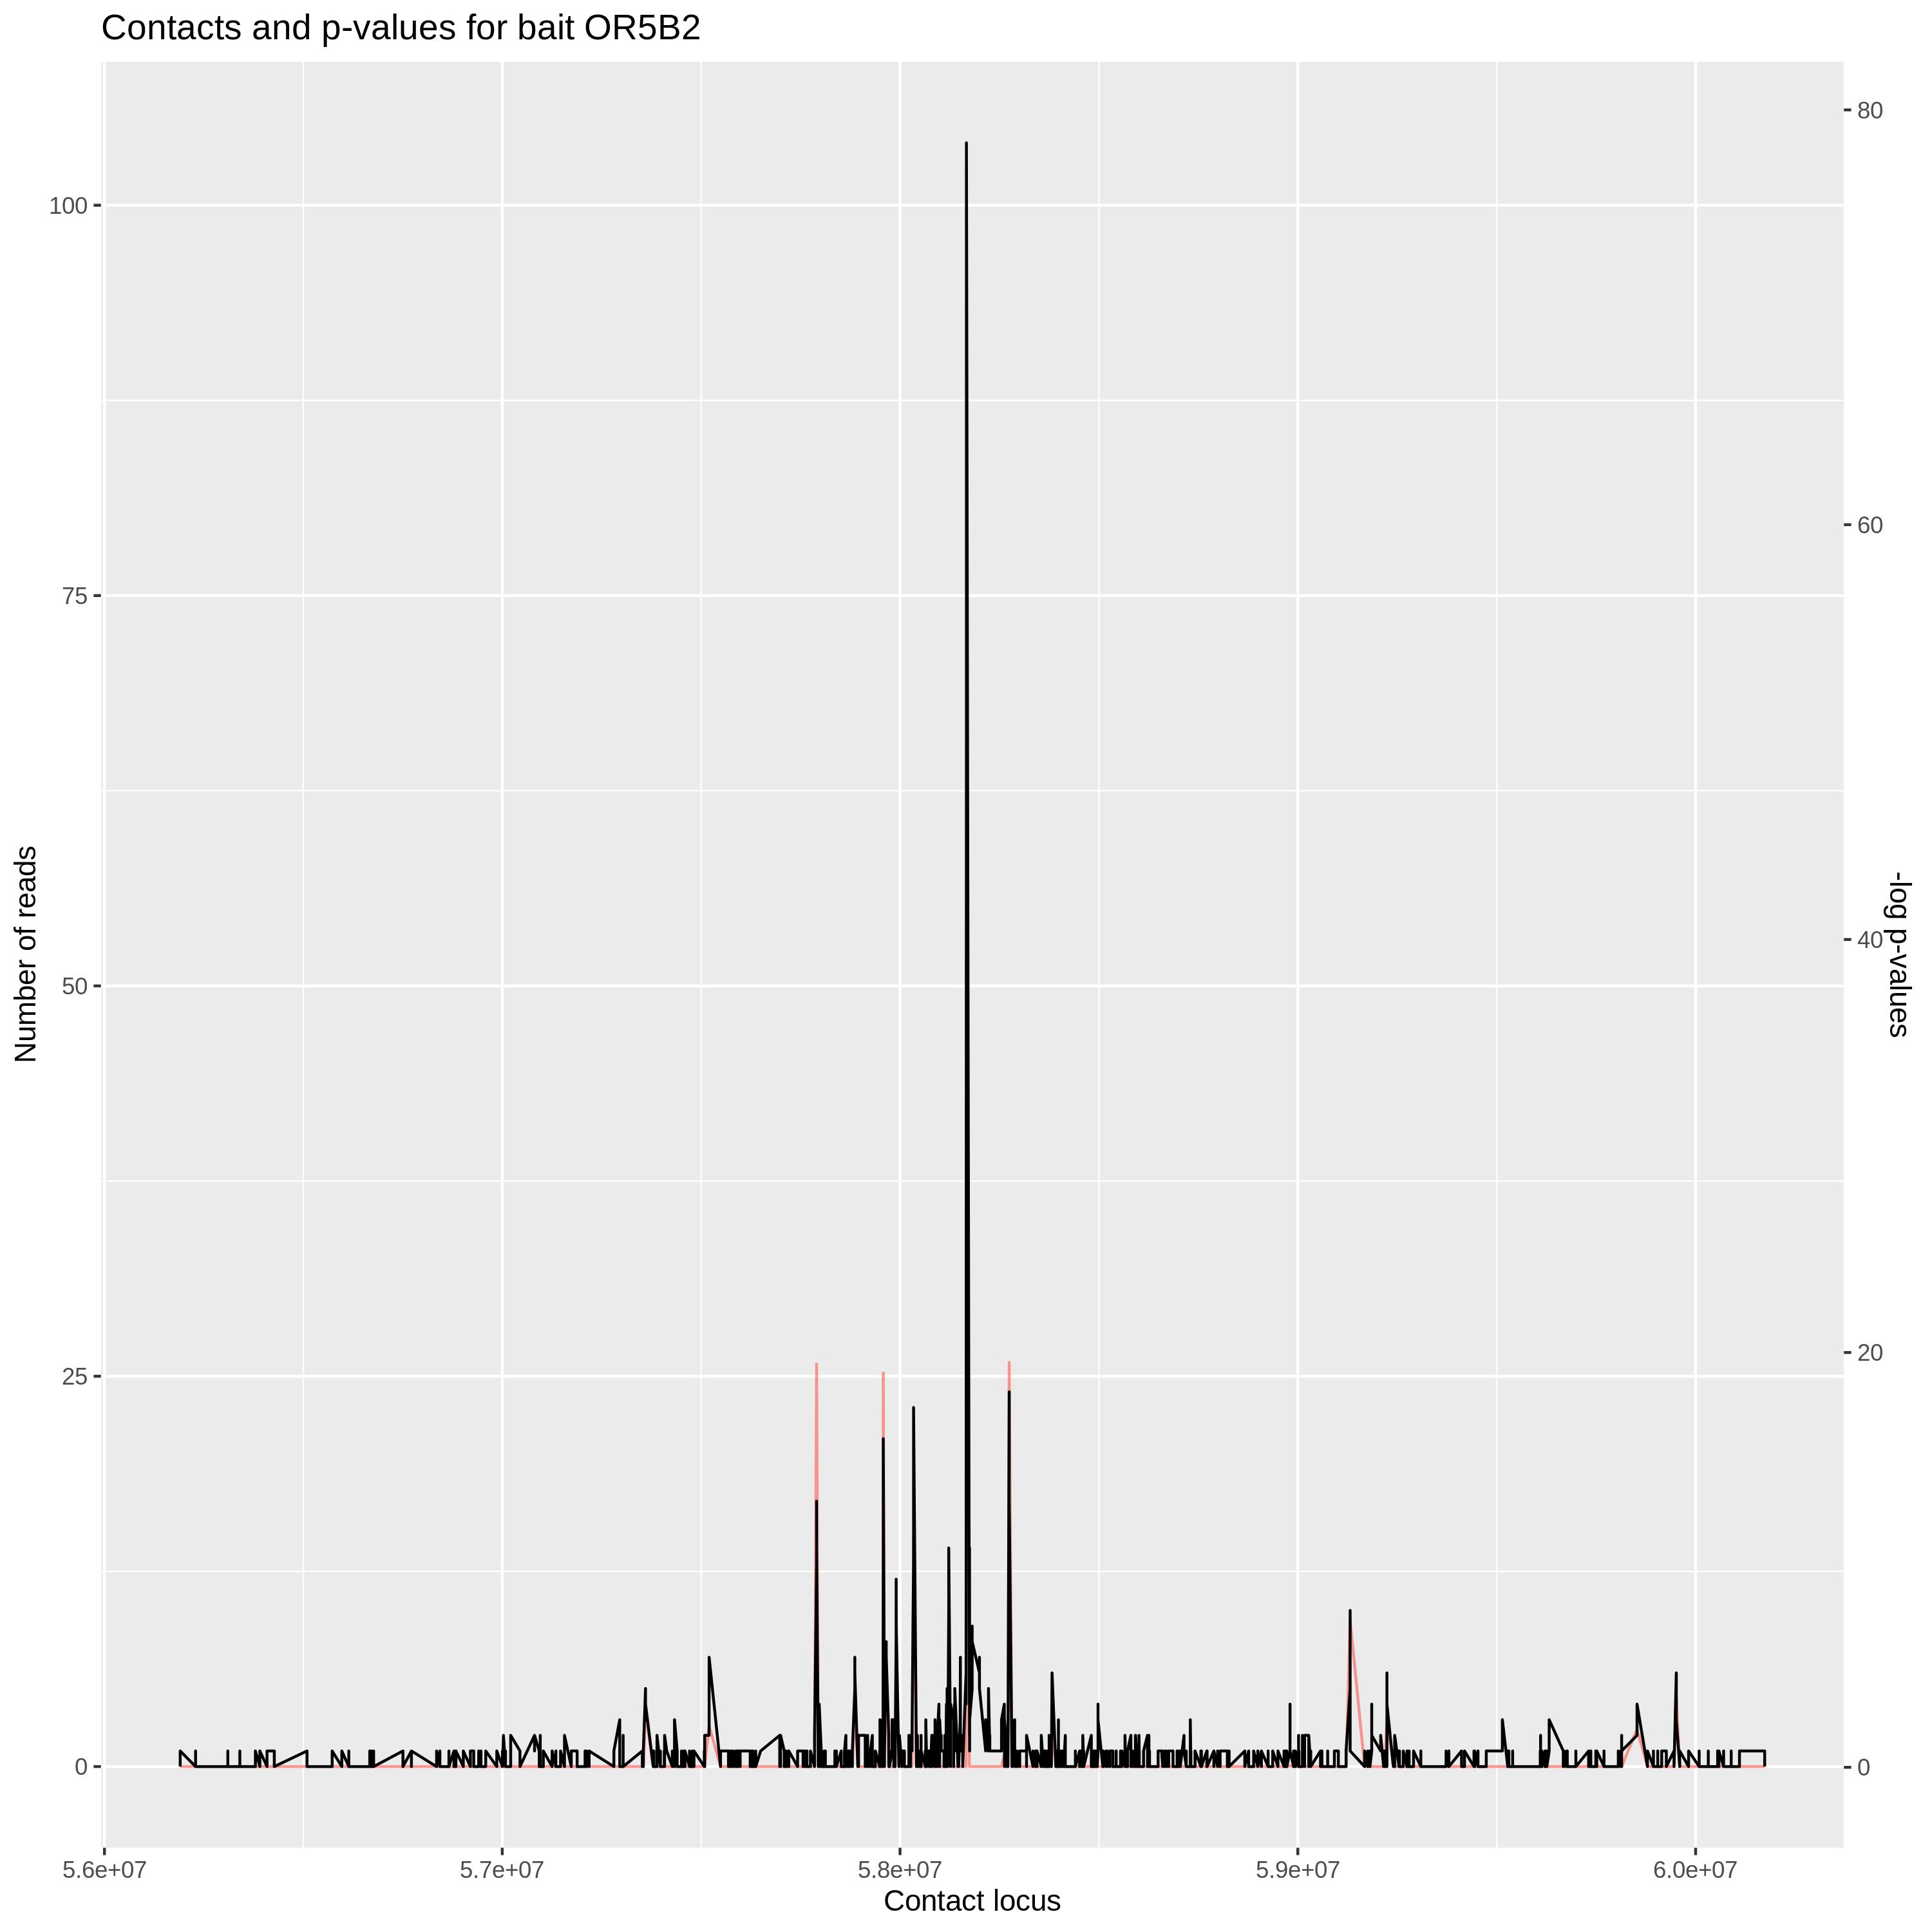 Contacts and p-values for bait OR5B2
Number of reads
100
75
50
25
0
80
60
40
20
0
-log p-values
5.6e+07
5.7e+07
5.8e+07
5.9e+07
6.0e+07
Contact locus